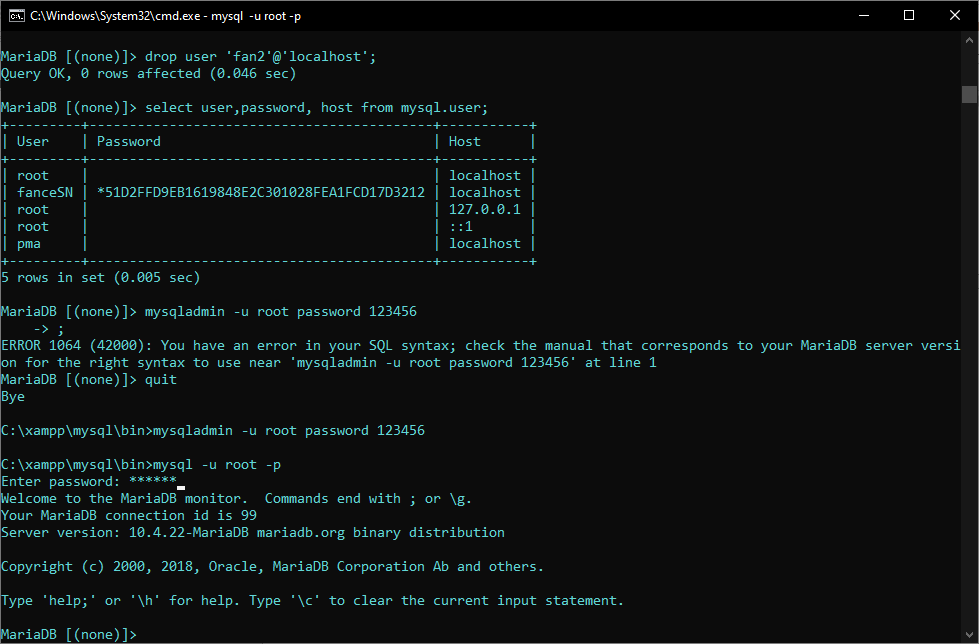 C:\Windows\System32\cmd.exe - mysql  -u root -p
MariaDB [(none)]> drop user 'fan2'@'localhost';
Query OK, 0 rows affected (0.046 sec)
MariaDB [(none)]> select user,password, host from mysql.user;
+---------+-------------------------------------------+-----------+
| User    | Password                                  | Host      |
+---------+-------------------------------------------+-----------+
| root    |                                           | localhost |
| fanceSN | *51D2FFD9EB1619848E2C301028FEA1FCD17D3212 | localhost |
| root    |                                           | 127.0.0.1 |
| root    |                                           | ::1       |
| pma     |                                           | localhost |
+---------+-------------------------------------------+-----------+
5 rows in set (0.005 sec)
MariaDB [(none)]> mysqladmin -u root password 123456
    -> ;
ERROR 1064 (42000): You have an error in your SQL syntax; check the manual that corresponds to your MariaDB server versi
on for the right syntax to use near 'mysqladmin -u root password 123456' at line 1
MariaDB [(none)]> quit
Bye
C:\xampp\mysql\bin>mysqladmin -u root password 123456
C:\xampp\mysql\bin>mysql -u root -p
Enter password: ******
Welcome to the MariaDB monitor.  Commands end with ; or \g.
Your MariaDB connection id is 99
Server version: 10.4.22-MariaDB mariadb.org binary distribution
Copyright (c) 2000, 2018, Oracle, MariaDB Corporation Ab and others.
Type 'help;' or '\h' for help. Type '\c' to clear the current input statement.
MariaDB [(none)]>